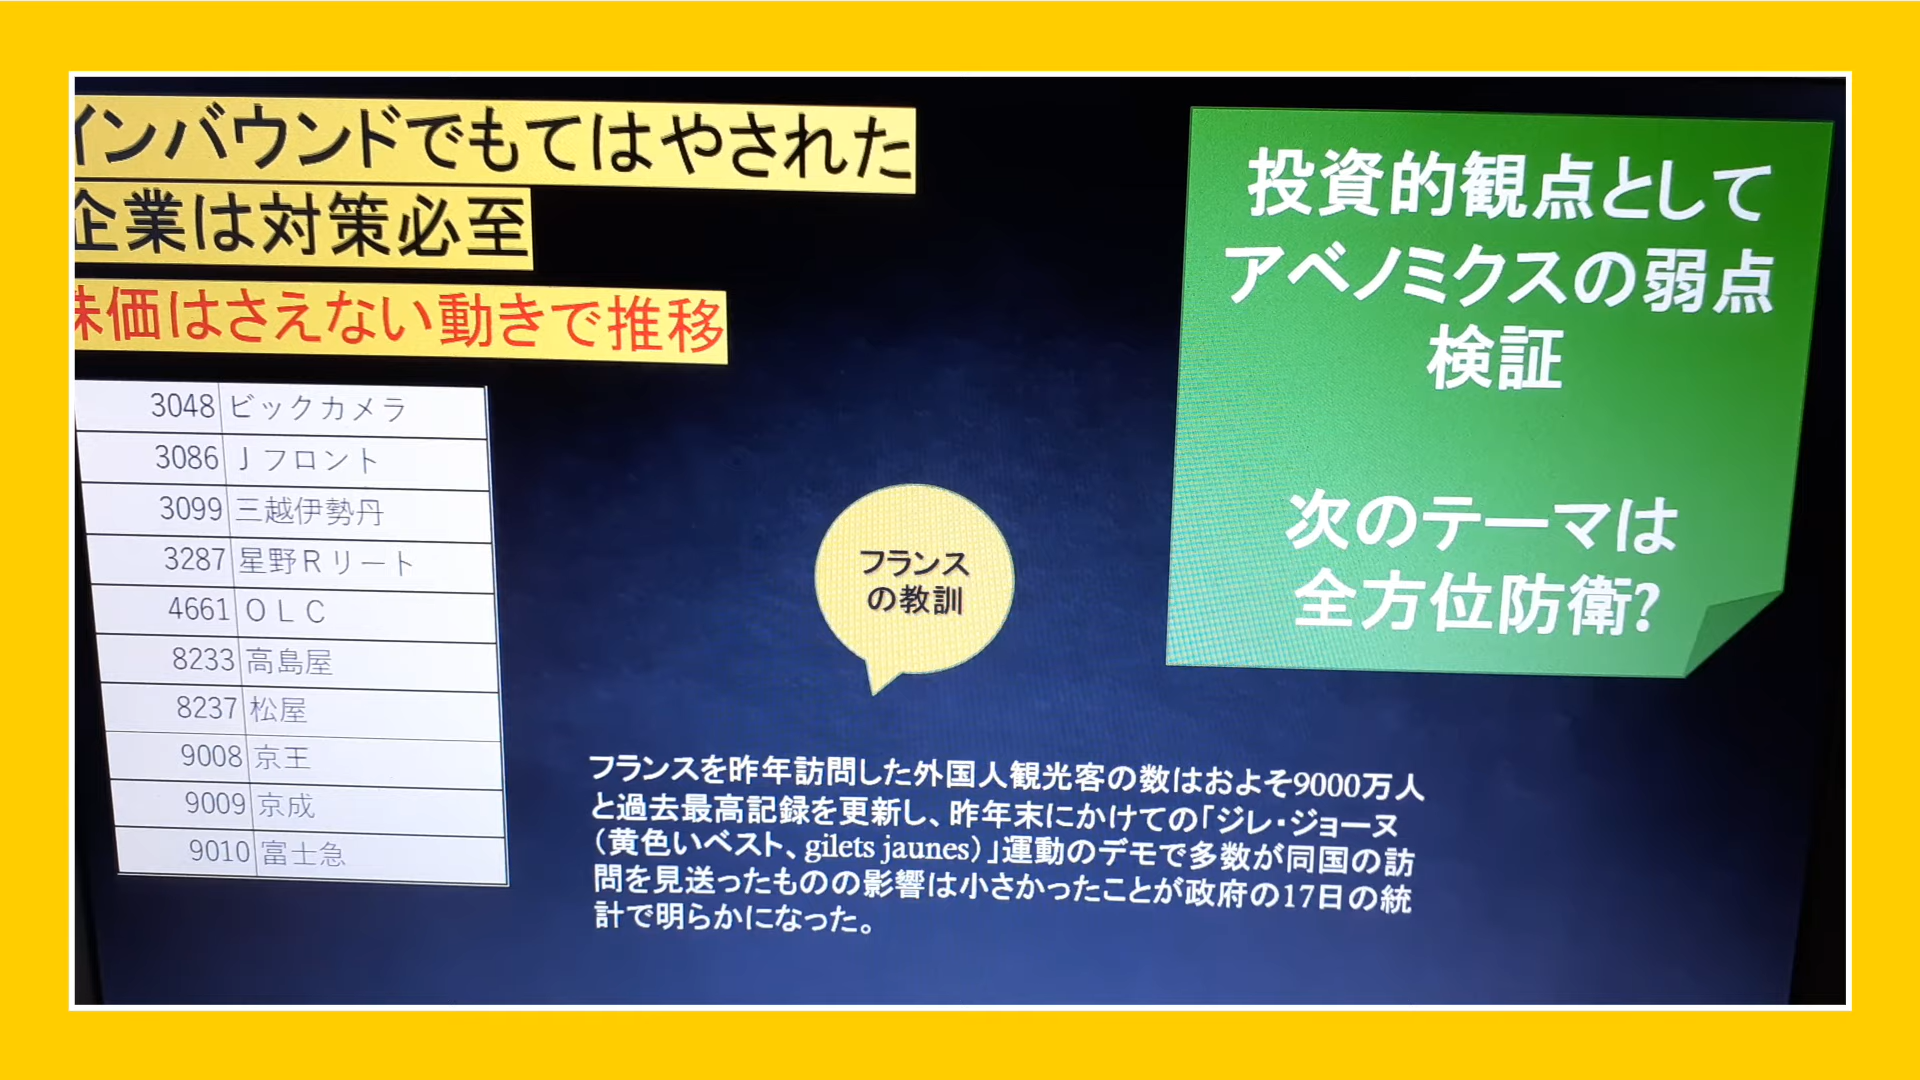 インバウンドでもてはやされた
企業は対策必至
株価はさえない動きで推移
3048 ビックカメラ
3086 Jフロント
3099 三越伊勢丹
3287 星野Rリート
4661 OLC
8233 高島屋
8237 松屋
9008 京王
9009 京成
9010 富士急
フランス
の教訓
フランスを昨年訪問した外国人観光客の数はおよそ9000万人
と過去最高記録を更新し、昨年末にかけての「ジレ・ジョーヌ
（黄色いベスト、gilets jaunes）」運動のデモで多数が同国の訪
問を見送ったものの影響は小さかったことが政府の17日の統
計で明らかになった。
投資的観点として
アベノミクスの弱点
検証
次のテーマは
全方位防衛?